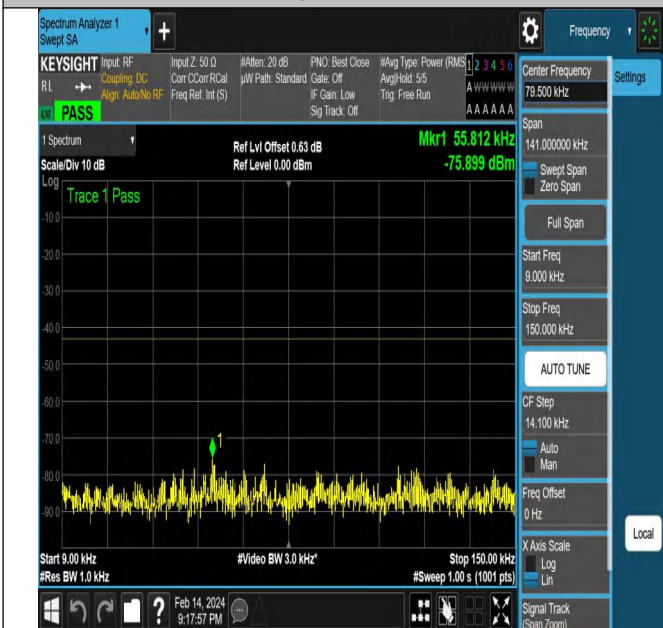 Spectrum Analyzer 1
Swept SA
+
Frequency
KEYSIGHT
RL
PASS
Input: RF
Coupling: DC
Align: Auto/No RF
Input Z: 50 Ω
Corr CCorr RCal
Freq Ref: Int (S)
#Atten: 20 dB
µW Path: Standard
PNO: Best Close
Gate: Off
IF Gain: Low
Sig Track: Off
#Avg Type: Power (RMS
Avg|Hold: 5/5
Trig: Free Run
1 2 3 4 5 6
A W W W W W
A A A A A A
1 Spectrum
Scale/Div 10 dB
Ref Lvl Offset 0.63 dB
Ref Level 0.00 dBm
Mkr1 55.812 kHz
-75.899 dBm
Log
Trace 1 Pass
-10.0
-20.0
-30.0
-40.0
-50.0
-60.0
-70.0
-80.0
-90.0
1
Start 9.00 kHz
#Res BW 1.0 kHz
#Video BW 3.0 kHz*
Stop 150.00 kHz
#Sweep 1.00 s (1001 pts)
Feb 14, 2024
9:17:57 PM
Center Frequency
79.500 kHz
Settings
Span
141.000000 kHz
Swept Span
Zero Span
Full Span
Start Freq
9.000 kHz
Stop Freq
150.000 kHz
AUTO TUNE
CF Step
14.100 kHz
Auto
Man
Freq Offset
0 Hz
X Axis Scale
Log
Lin
Local
Signal Track
(Span Zoom)